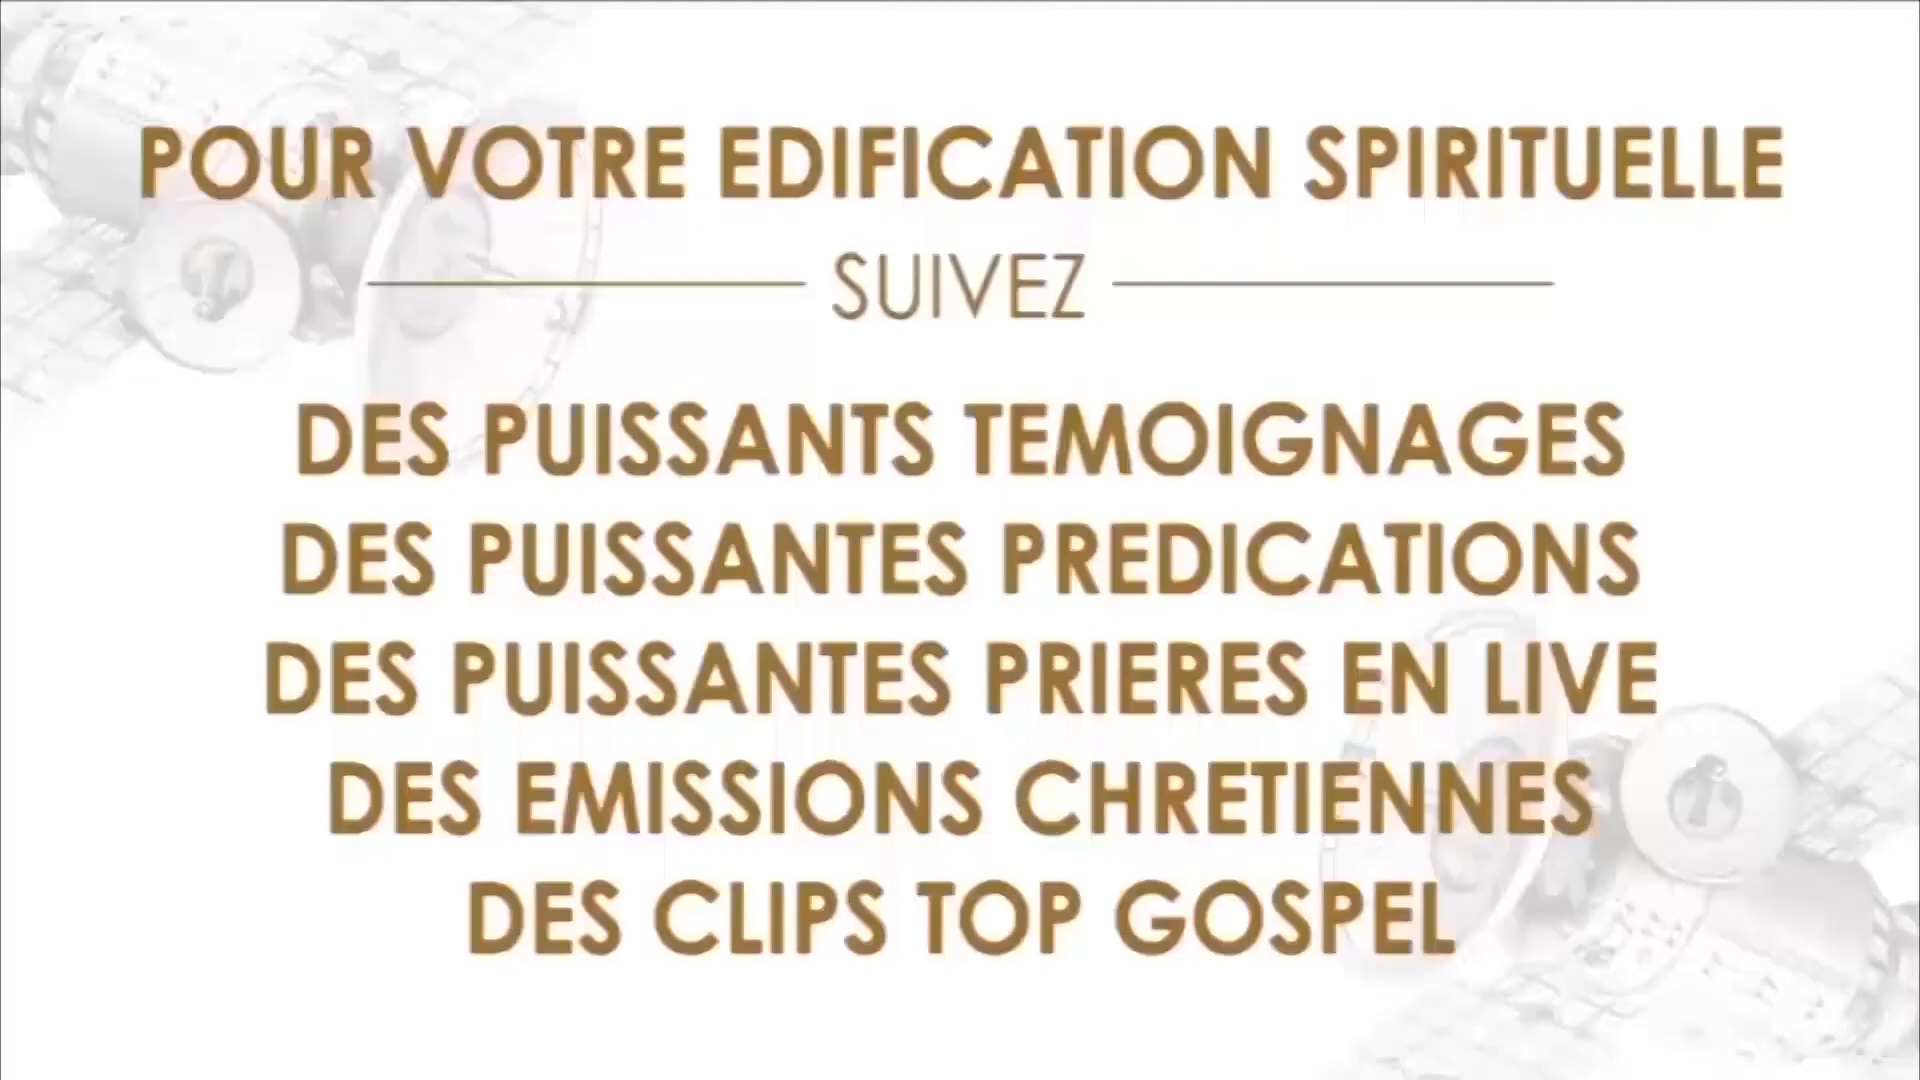 POUR VOTRE EDIFICATION SPIRITUELLE
SUIVEZ
DES PUISSANTS TEMOIGNAGES
DES PUISSANTES PREDICATIONS
DES PUISSANTES PRIERES EN LIVE
DES EMISSIONS CHRETIENNES
DES CLIPS TOP GOSPEL